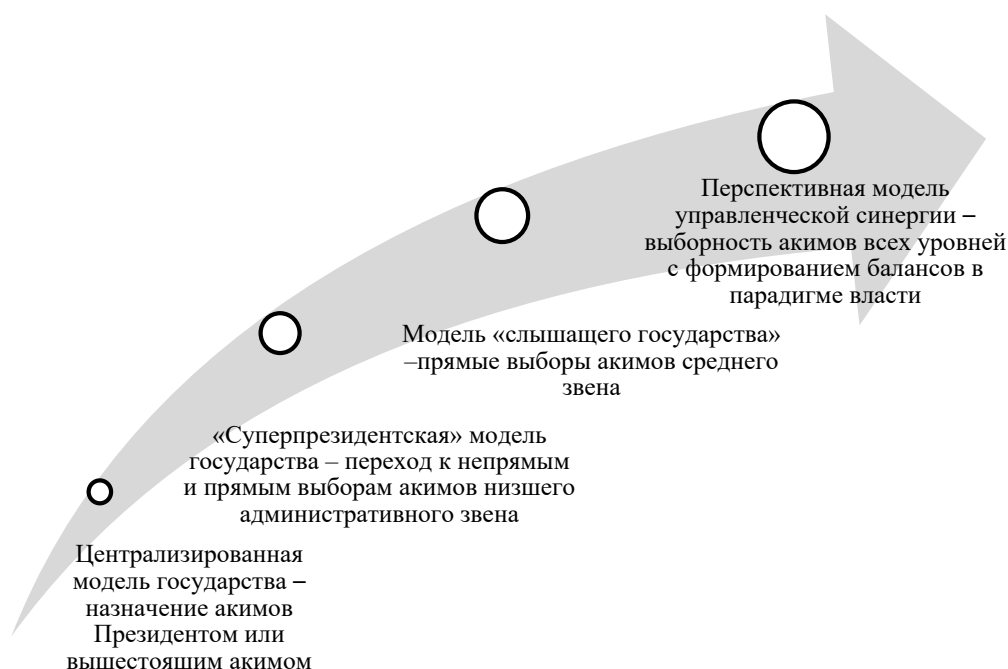 Перспективная модель
управленческой синергии –
выборность акимов всех уровней
с формированием балансов в
парадигме власти
Модель «слышащего государства»
–прямые выборы акимов среднего
звена
«Суперпрезидентская» модель
государства – переход к непрямым
и прямым выборам акимов низшего
административного звена
Централизированная
модель государства –
назначение акимов
Президентом или
вышестоящим акимом